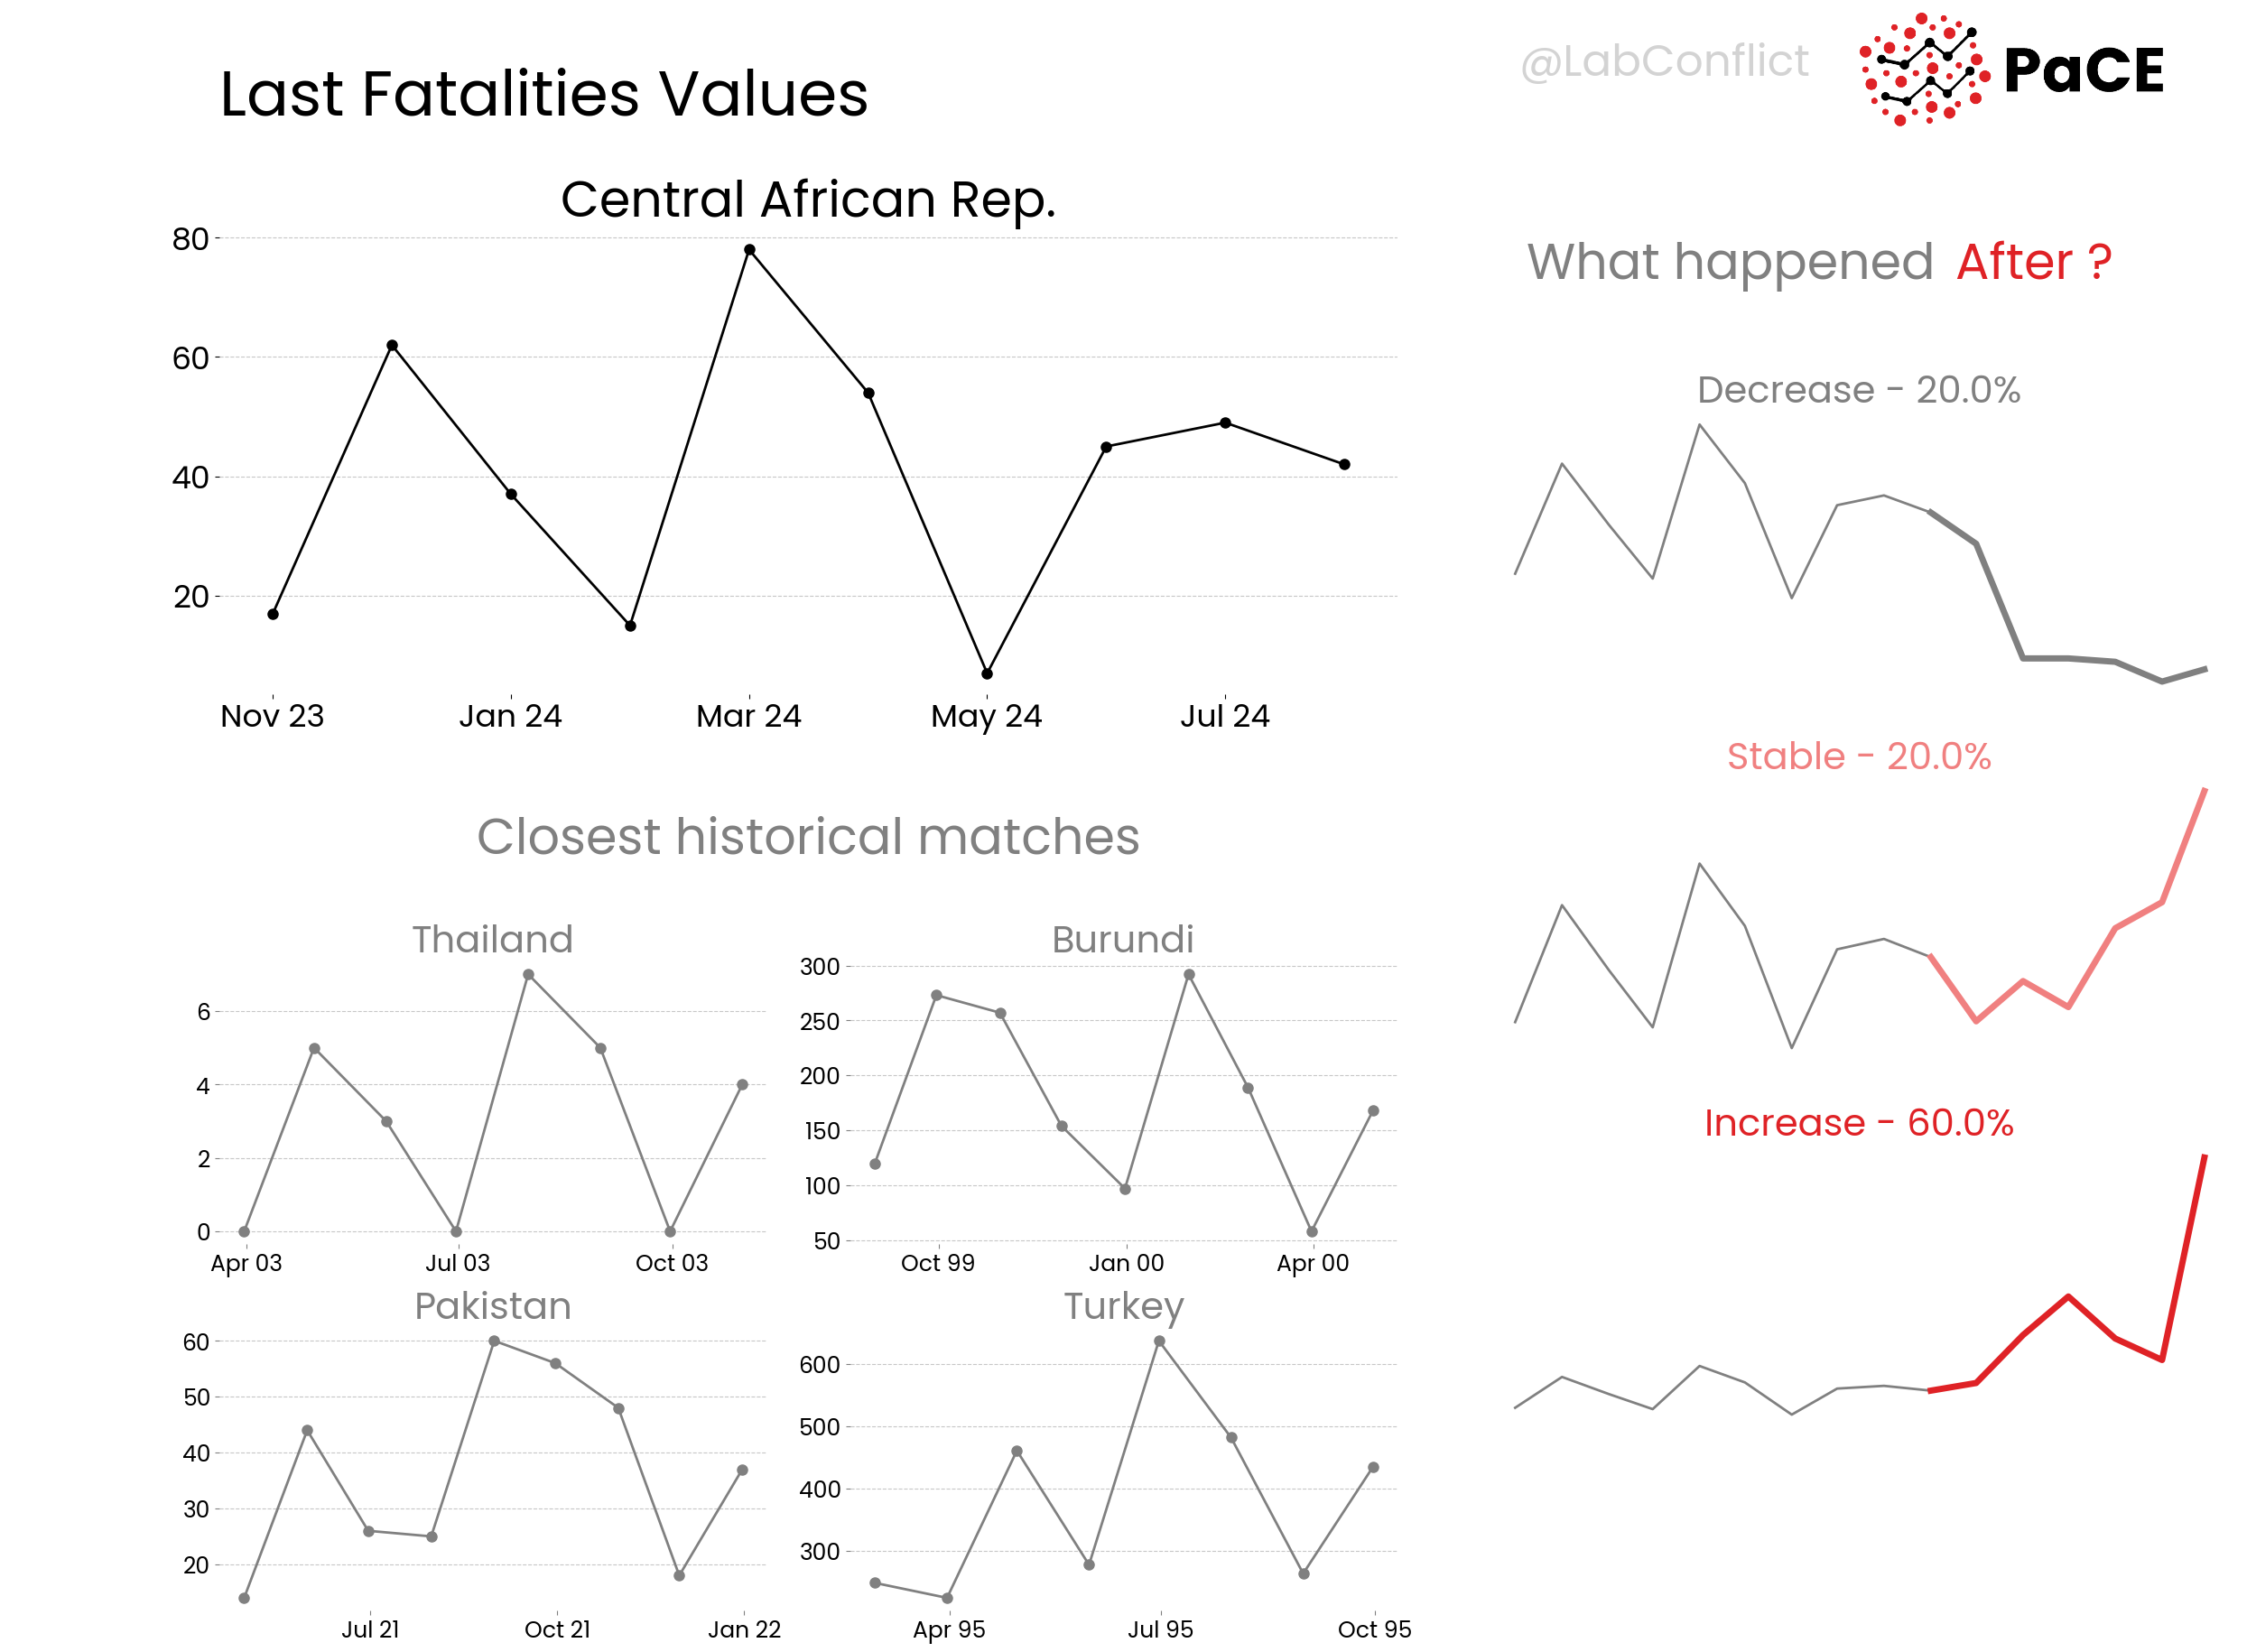 Last Fatalities Values
@LabConflict
PaCE
Central African Rep.
80
60
40
20
Nov 23 Jan 24 Mar 24 May 24 Jul 24
What happened After ?
Decrease - 20.0%
Stable - 20.0%
Increase - 60.0%
Closest historical matches
Thailand
6
4
2
0
Apr 03 Jul 03 Oct 03
Burundi
300
250
200
150
100
50
Oct 99 Jan 00 Apr 00
Pakistan
60
50
40
30
20
Jul 21 Oct 21 Jan 22
Turkey
600
500
400
300
Apr 95 Jul 95 Oct 95